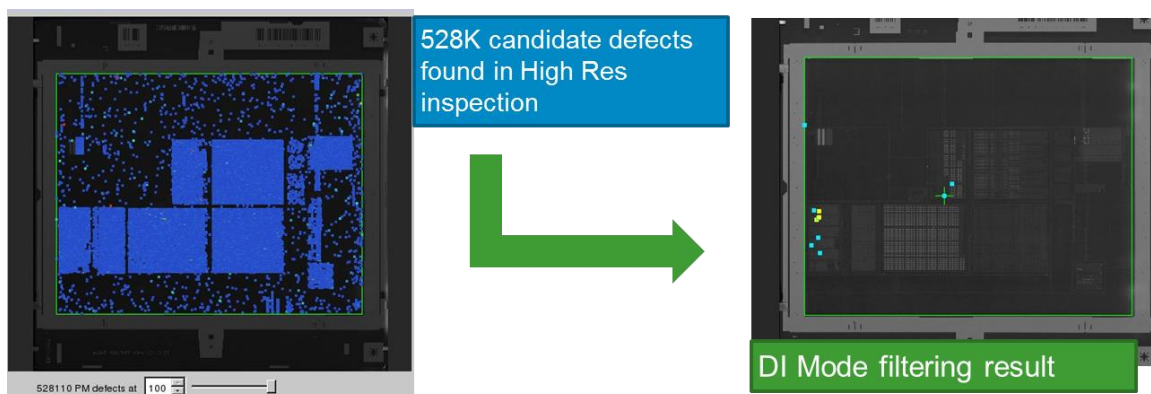 528K candidate defects
found in High Res
inspection
528110 PM defects at 100
DI Mode filtering result